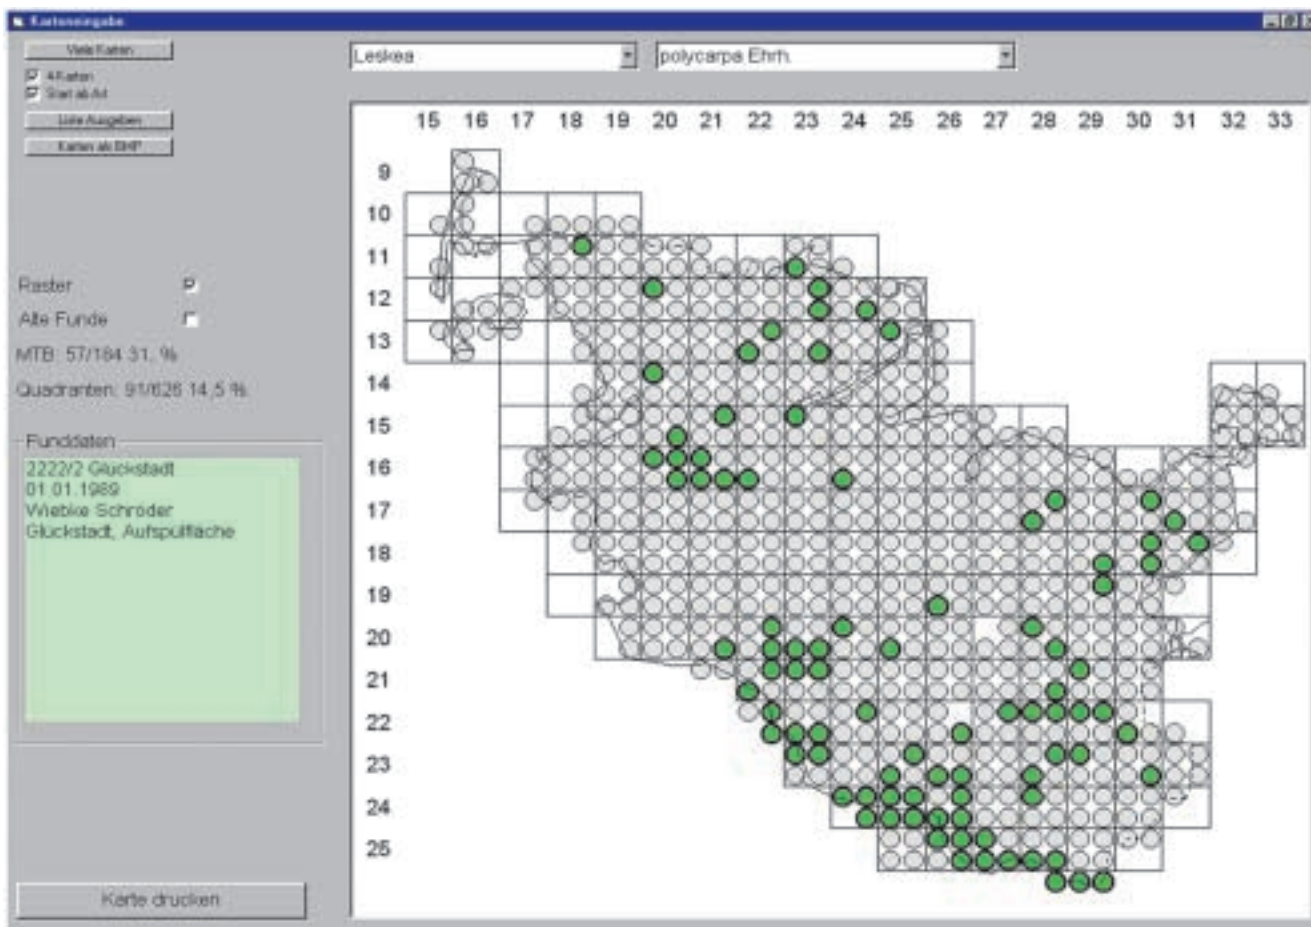 Karteneingabe
Viele Karten
4 Karten
Start ab A4
Liste Ausgeben
Karten als BMP
Leskea
polycarpa Ehrh.
15 16 17 18 19 20 21 22 23 24 25 26 27 28 29 30 31 32 33
9
10
11
12
13
14
15
16
17
18
19
20
21
22
23
24
25
Raster
Alte Funde
MTB: 57/184 31, %
Quadranten: 91/626 14,5 %
Funddaten
2222/2 Glückstadt
01.01.1989
Wiebke Schröder
Glückstadt, Aufspülfläche
Karte drucken